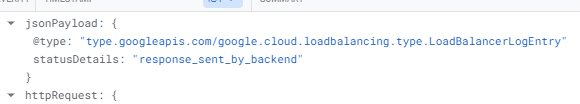 jsonPayload: {
@type: "type.googleapis.com/google.cloud.loadbalancing.type.LoadBalancerLogEntry"
statusDetails: "response_sent_by_backend"
}
httpRequest: {